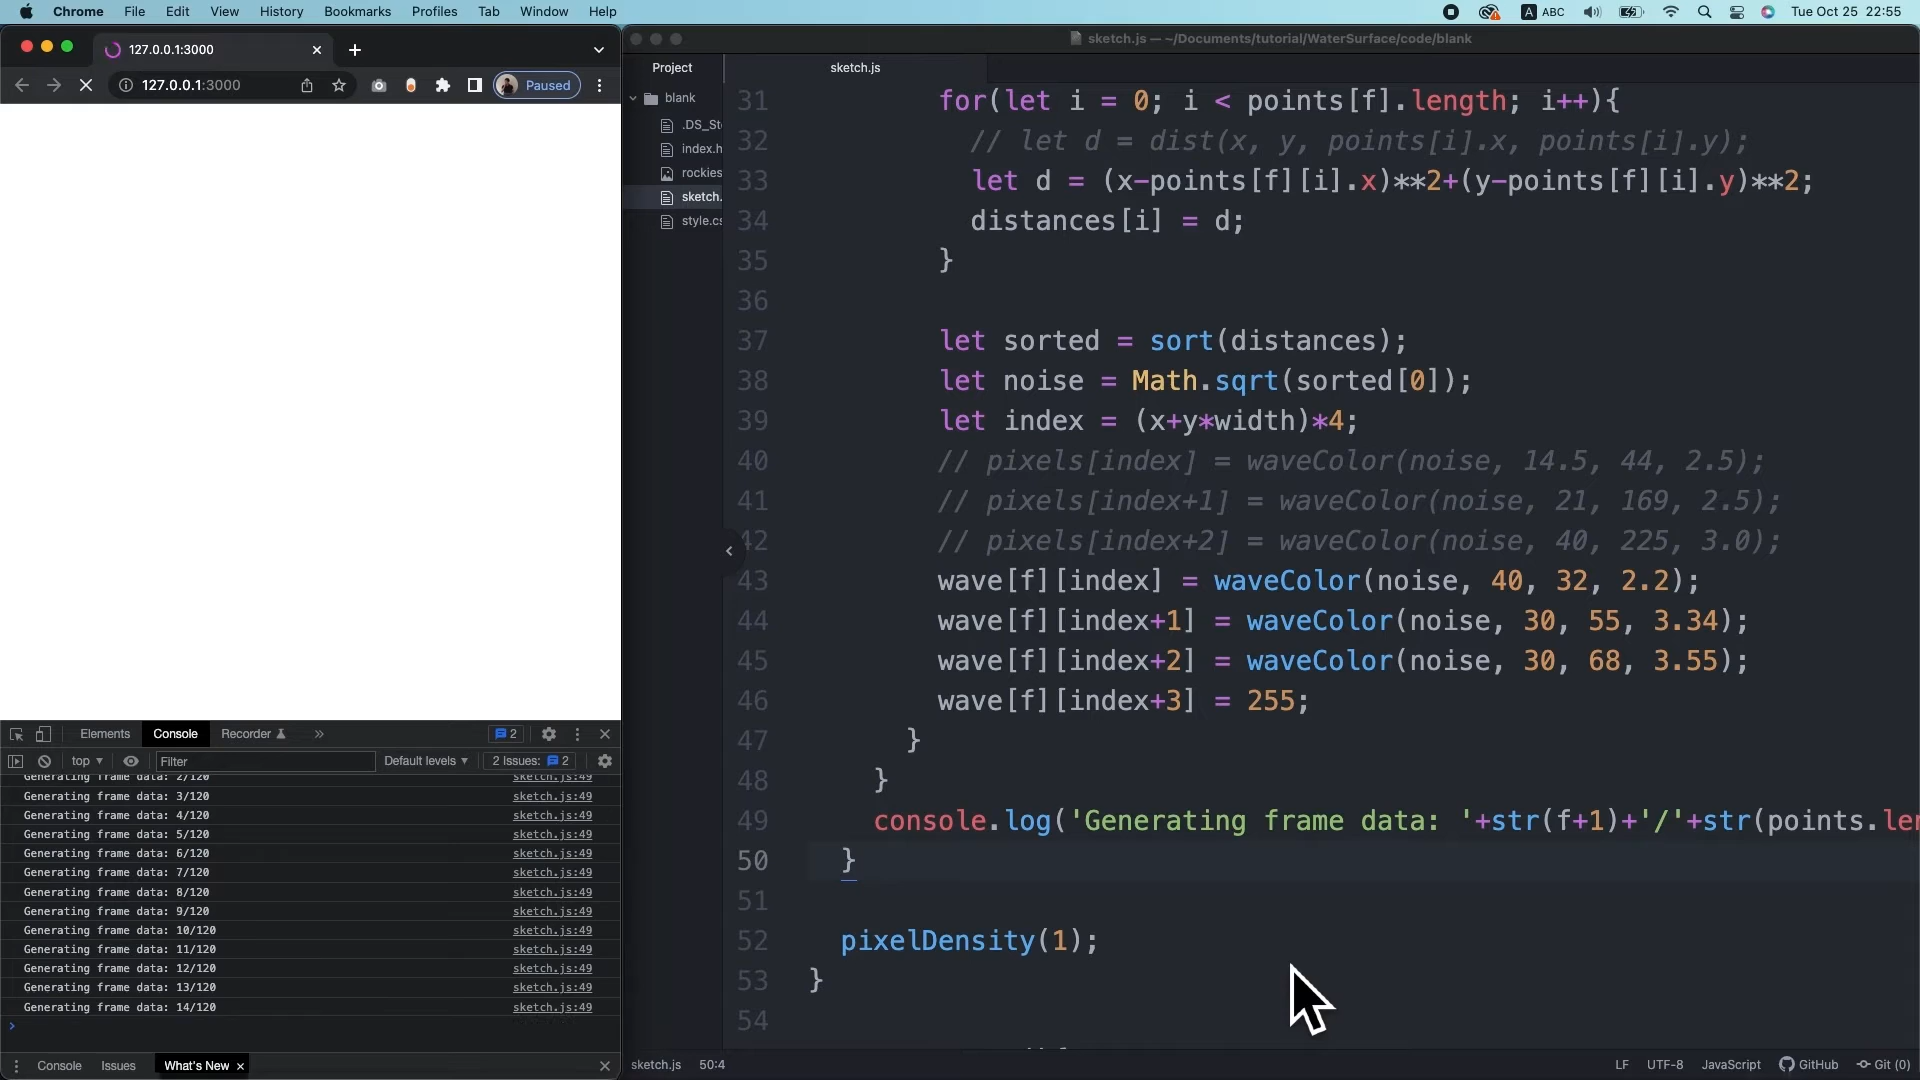 Chrome File Edit View History Bookmarks Profiles Tab Window Help
A ABC Tue Oct 25 22:55
127.0.0.1:3000
127.0.0.1:3000 Paused
sketch.js — ~/Documents/tutorial/WaterSurface/code/blank
Project
sketch.js
blank
.DS_Sto
index.h
rockies
sketch.
style.cs
31 for(let i = 0; i < points[f].length; i++){
32 // let d = dist(x, y, points[i].x, points[i].y);
33 let d = (x-points[f][i].x)**2+(y-points[f][i].y)**2;
34 distances[i] = d;
35 }
36
37 let sorted = sort(distances);
38 let noise = Math.sqrt(sorted[0]);
39 let index = (x+y*width)*4;
40 // pixels[index] = waveColor(noise, 14.5, 44, 2.5);
41 // pixels[index+1] = waveColor(noise, 21, 169, 2.5);
42 // pixels[index+2] = waveColor(noise, 40, 225, 3.0);
43 wave[f][index] = waveColor(noise, 40, 32, 2.2);
44 wave[f][index+1] = waveColor(noise, 30, 55, 3.34);
45 wave[f][index+2] = waveColor(noise, 30, 68, 3.55);
46 wave[f][index+3] = 255;
47 }
48 }
49 console.log('Generating frame data: '+str(f+1)+'/'+str(points.len
50 }
51
52 pixelDensity(1);
53 }
54
Elements Console Recorder » 2
top Filter Default levels 2 Issues: 2
Generating frame data: 2/120 sketch.js:49
Generating frame data: 3/120 sketch.js:49
Generating frame data: 4/120 sketch.js:49
Generating frame data: 5/120 sketch.js:49
Generating frame data: 6/120 sketch.js:49
Generating frame data: 7/120 sketch.js:49
Generating frame data: 8/120 sketch.js:49
Generating frame data: 9/120 sketch.js:49
Generating frame data: 10/120 sketch.js:49
Generating frame data: 11/120 sketch.js:49
Generating frame data: 12/120 sketch.js:49
Generating frame data: 13/120 sketch.js:49
Generating frame data: 14/120 sketch.js:49
Console Issues What's New
sketch.js 50:4 LF UTF-8 JavaScript GitHub Git (0)